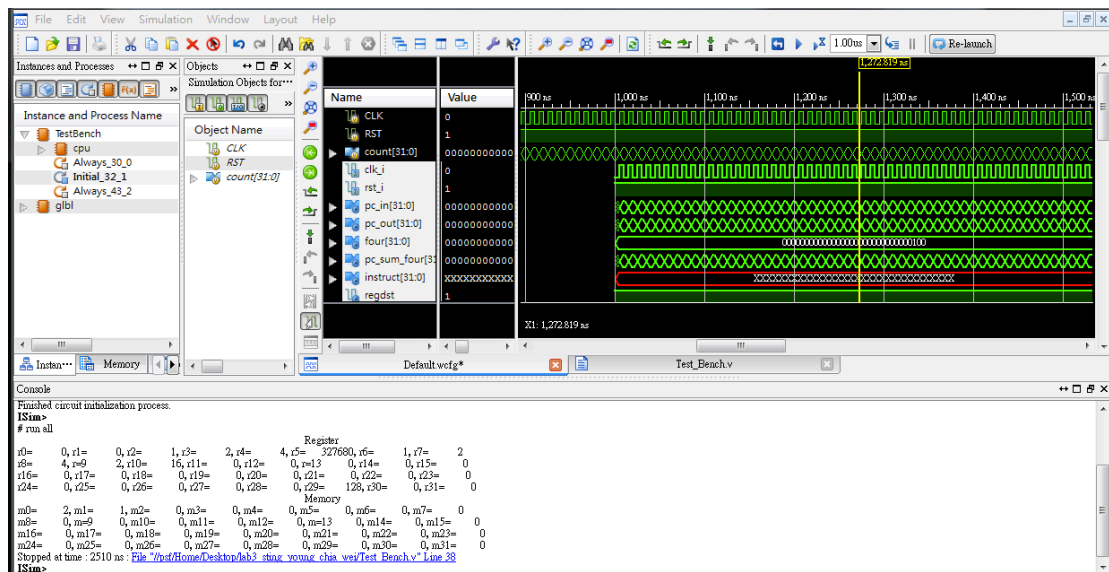 File Edit View Simulation Window Layout Help
1.00us Re-launch
Instances and Processes
Instance and Process Name
TestBench
cpu
Always_30_0
Initial_32_1
Always_43_2
glbl
Instan··· Memory
Objects
Simulation Objects for···
Object Name
CLK
RST
count[31:0]
Name Value
CLK 0
RST 1
count[31:0] 00000000000
clk_i 0
rst_i 1
pc_in[31:0] 00000000000
pc_out[31:0] 00000000000
four[31:0] 00000000000
pc_sum_four[31 00000000000
instruct[31:0] XXXXXXXXXXX
regdst 1
1,272.819 ns
900 ns 1,000 ns 1,100 ns 1,200 ns 1,300 ns 1,400 ns 1,500 ns
00000000000000000000000000000100
XXXXXXXXXXXXXXXXXXXXXXXXXXXXXXXX
X1: 1,272.819 ns
Default.wcfg* Test_Bench.v
Console
Finished circuit initialization process.
ISim>
# run all
Register
r0= 0, r1= 0, r2= 1, r3= 2, r4= 4, r5= 327680, r6= 1, r7= 2
r8= 4, r=9 2, r10= 16, r11= 0, r12= 0, r=13 0, r14= 0, r15= 0
r16= 0, r17= 0, r18= 0, r19= 0, r20= 0, r21= 0, r22= 0, r23= 0
r24= 0, r25= 0, r26= 0, r27= 0, r28= 0, r29= 128, r30= 0, r31= 0
Memory
m0= 2, m1= 1, m2= 0, m3= 0, m4= 0, m5= 0, m6= 0, m7= 0
m8= 0, m=9 0, m10= 0, m11= 0, m12= 0, m=13 0, m14= 0, m15= 0
m16= 0, m17= 0, m18= 0, m19= 0, m20= 0, m21= 0, m22= 0, m23= 0
m24= 0, m25= 0, m26= 0, m27= 0, m28= 0, m29= 0, m30= 0, m31= 0
Stopped at time : 2510 ns : File "//psf/Home/Desktop/lab3_sting_young_chia_wei/Test_Bench.v" Line 38
ISim>